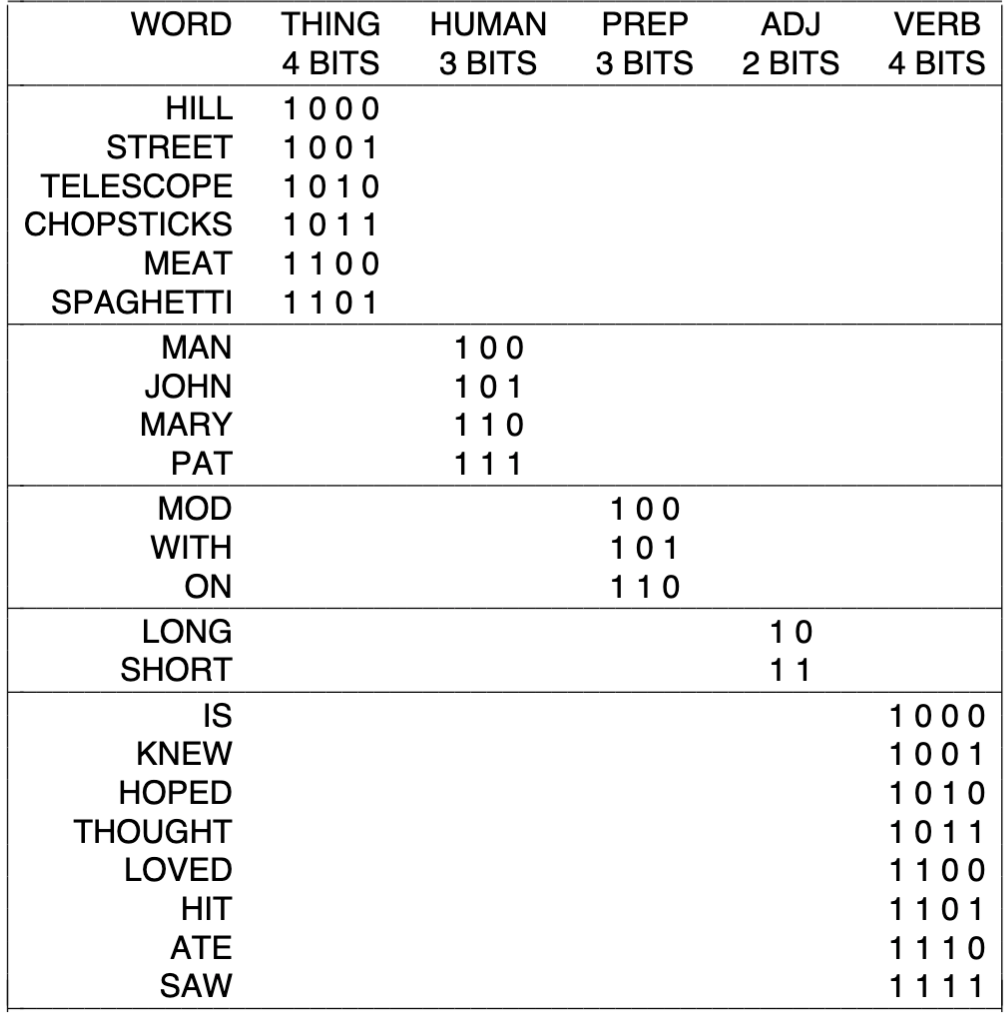 WORD THING HUMAN PREP ADJ VERB
4 BITS 3 BITS 3 BITS 2 BITS 4 BITS
HILL 1 0 0 0
STREET 1 0 0 1
TELESCOPE 1 0 1 0
CHOPSTICKS 1 0 1 1
MEAT 1 1 0 0
SPAGHETTI 1 1 0 1
MAN 1 0 0
JOHN 1 0 1
MARY 1 1 0
PAT 1 1 1
MOD 1 0 0
WITH 1 0 1
ON 1 1 0
LONG 1 0
SHORT 1 1
IS 1 0 0 0
KNEW 1 0 0 1
HOPED 1 0 1 0
THOUGHT 1 0 1 1
LOVED 1 1 0 0
HIT 1 1 0 1
ATE 1 1 1 0
SAW 1 1 1 1